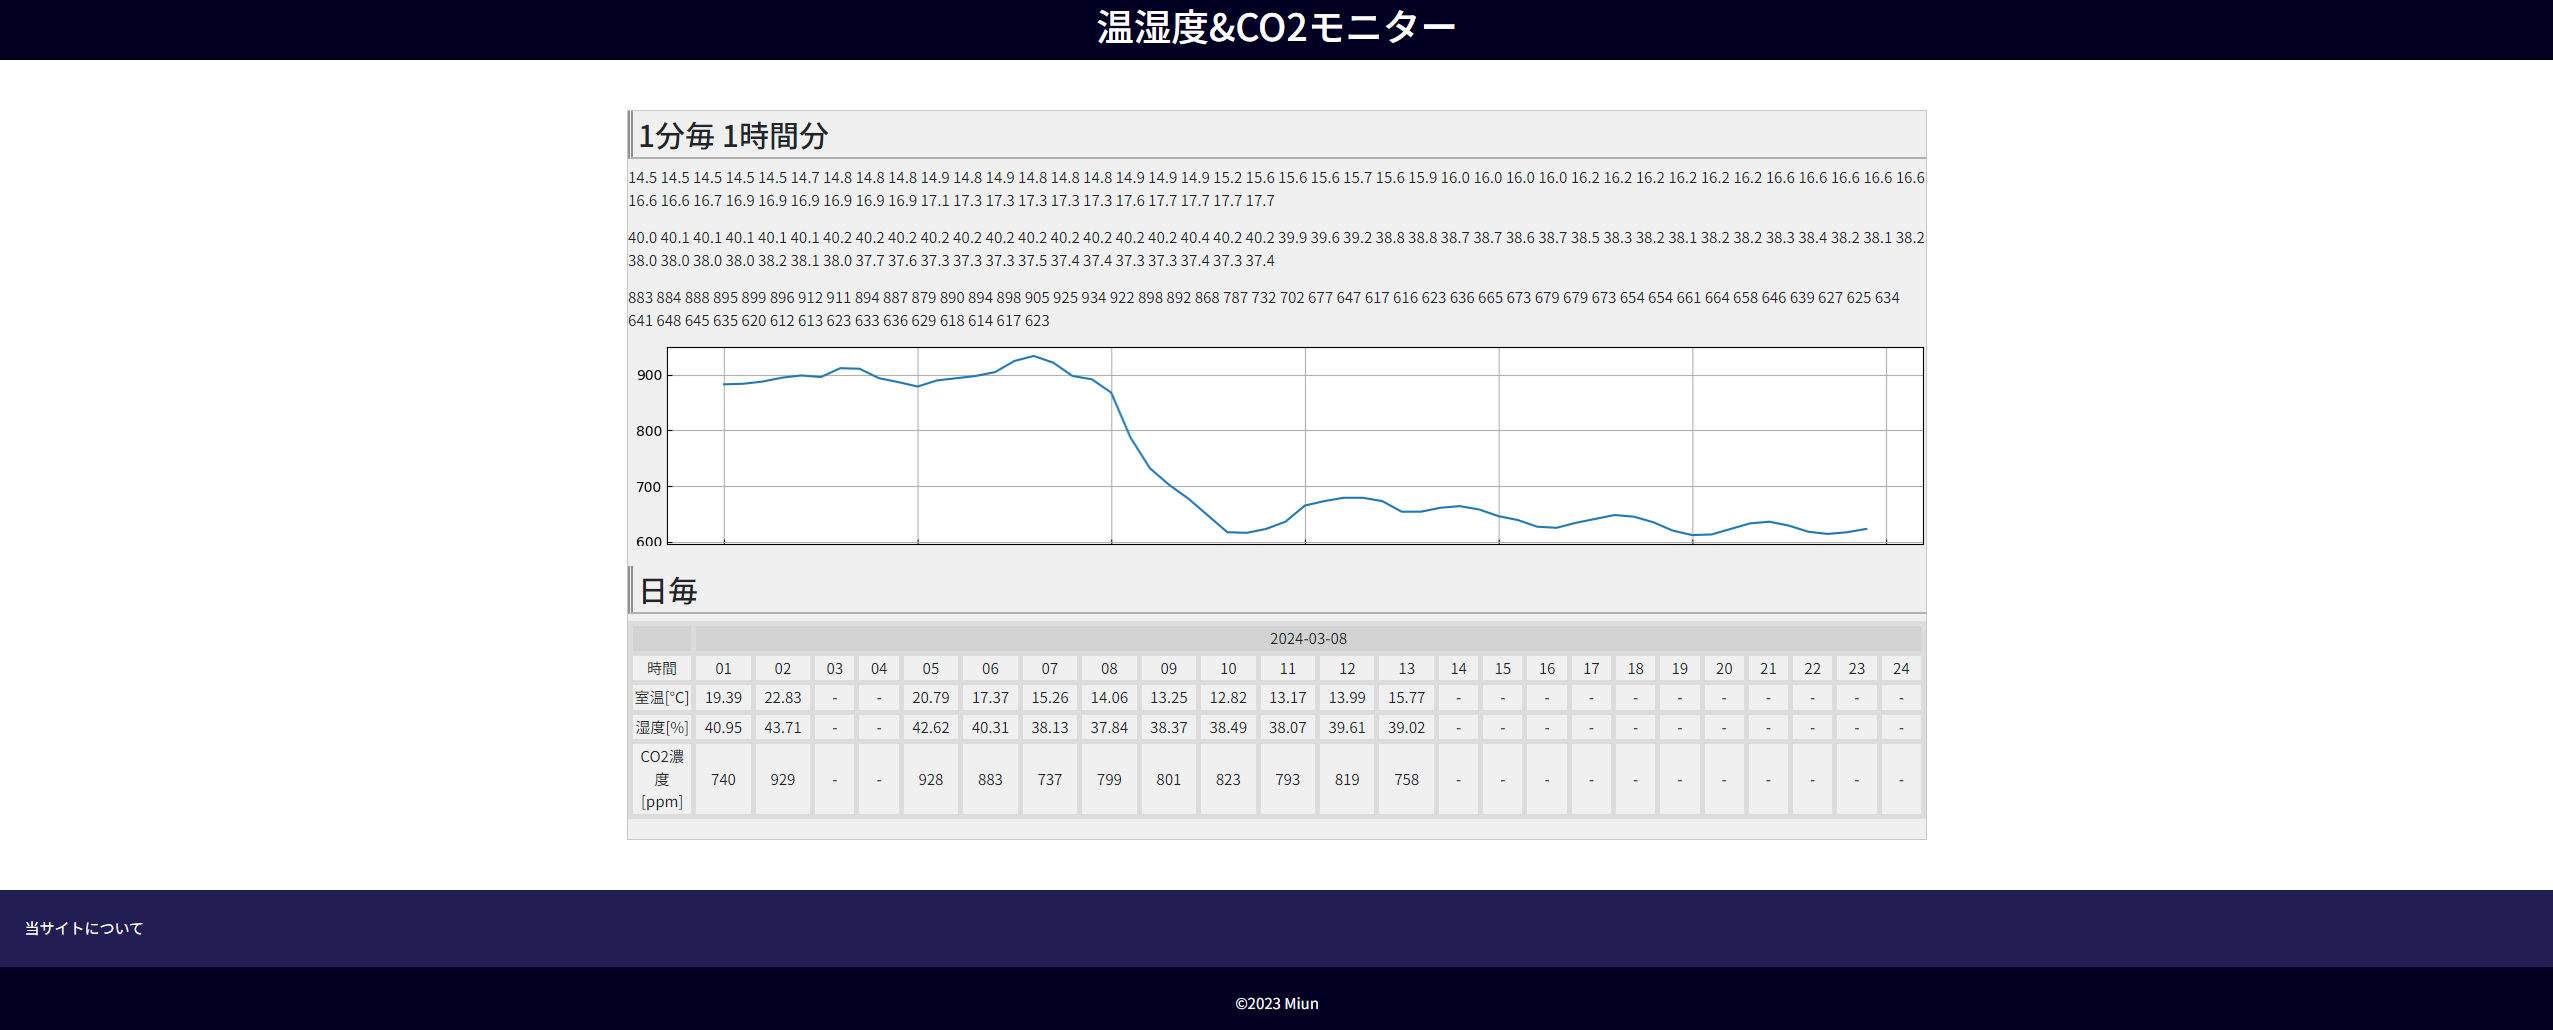 温湿度&CO2モニター
1分毎 1時間分
14.5 14.5 14.5 14.5 14.5 14.7 14.8 14.8 14.8 14.9 14.8 14.9 14.8 14.8 14.8 14.9 14.9 14.9 15.2 15.6 15.6 15.6 15.7 15.6 15.9 16.0 16.0 16.0 16.0 16.2 16.2 16.2 16.2 16.2 16.2 16.6 16.6 16.6 16.6 16.6
16.6 16.6 16.7 16.9 16.9 16.9 16.9 16.9 16.9 17.1 17.3 17.3 17.3 17.3 17.3 17.6 17.7 17.7 17.7 17.7
40.0 40.1 40.1 40.1 40.1 40.1 40.2 40.2 40.2 40.2 40.2 40.2 40.2 40.2 40.2 40.2 40.2 40.4 40.2 40.2 39.9 39.6 39.2 38.8 38.8 38.7 38.7 38.6 38.7 38.5 38.3 38.2 38.1 38.2 38.2 38.3 38.4 38.2 38.1 38.2
38.0 38.0 38.0 38.0 38.2 38.1 38.0 37.7 37.6 37.3 37.3 37.3 37.5 37.4 37.4 37.3 37.3 37.4 37.3 37.4
883 884 888 895 899 896 912 911 894 887 879 890 894 898 905 925 934 922 898 892 868 787 732 702 677 647 617 616 623 636 665 673 679 679 673 654 654 661 664 658 646 639 627 625 634
641 648 645 635 620 612 613 623 633 636 629 618 614 617 623
900
800
700
600
日毎
2024-03-08
時間 01 02 03 04 05 06 07 08 09 10 11 12 13 14 15 16 17 18 19 20 21 22 23 24
室温[℃] 19.39 22.83 - - 20.79 17.37 15.26 14.06 13.25 12.82 13.17 13.99 15.77 - - - - - - - - - - -
湿度[%] 40.95 43.71 - - 42.62 40.31 38.13 37.84 38.37 38.49 38.07 39.61 39.02 - - - - - - - - - - -
CO2濃
度
[ppm] 740 929 - - 928 883 737 799 801 823 793 819 758 - - - - - - - - - - -
当サイトについて
©2023 Miun